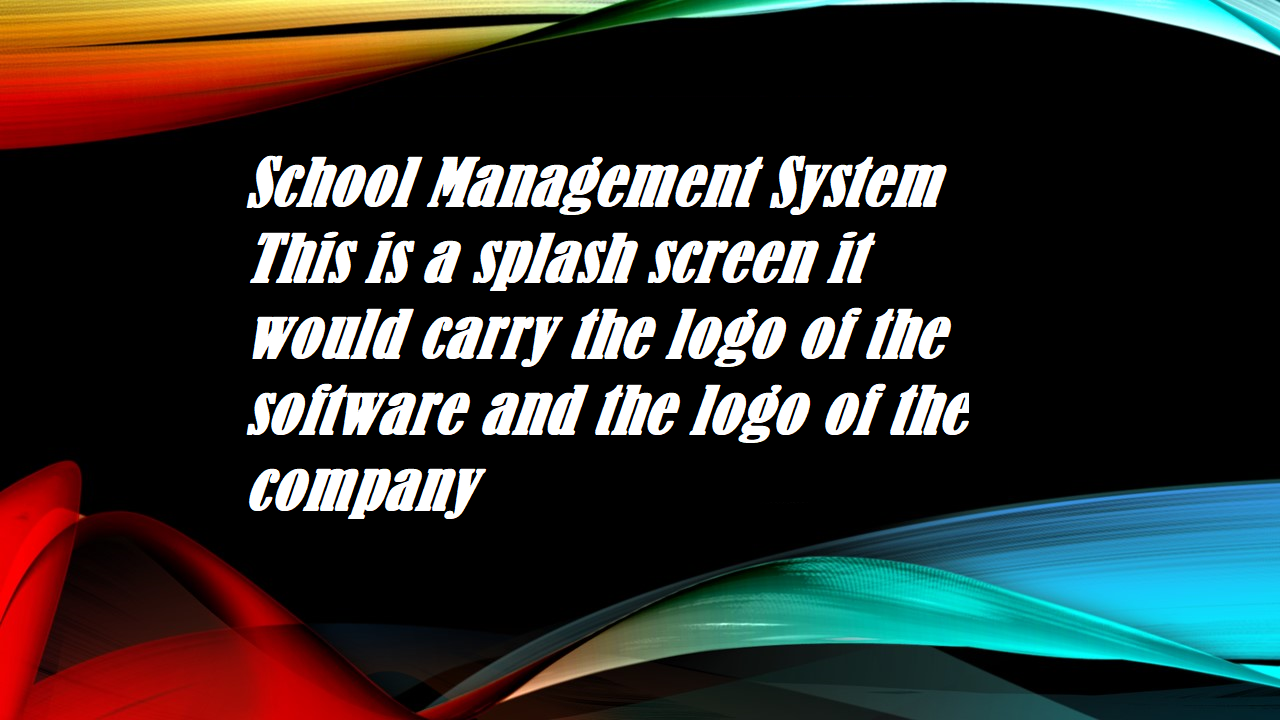 School Management System
This is a splash screen it
would carry the logo of the
software and the logo of the
company